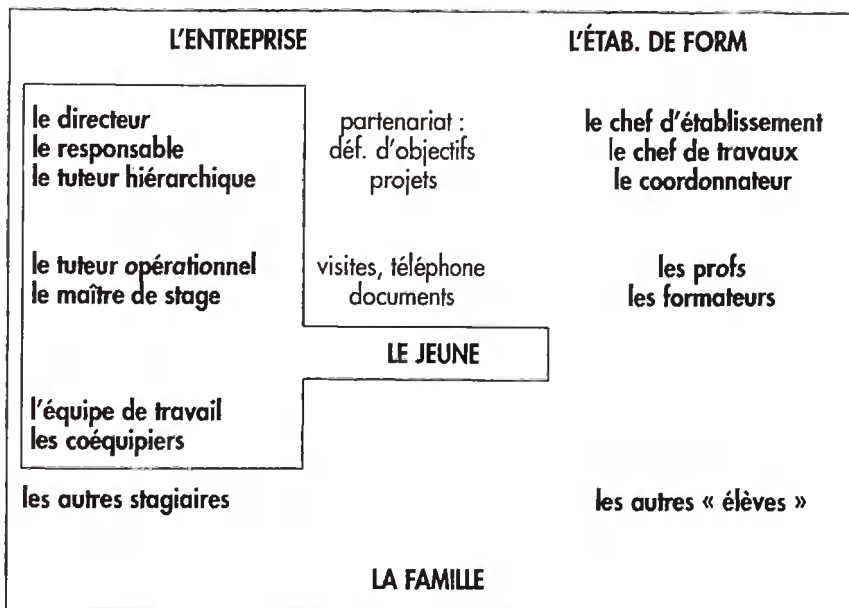 L'ENTREPRISE
L'ÉTAB. DE FORM
le directeur
le responsable
le tuteur hiérarchique
partenariat :
déf. d'objectifs
projets
le chef d'établissement
le chef de travaux
le coordonnateur
le tuteur opérationnel
le maître de stage
visites, téléphone
documents
les profs
les formateurs
LE JEUNE
l'équipe de travail
les coéquipiers
les autres stagiaires
les autres « élèves »
LA FAMILLE